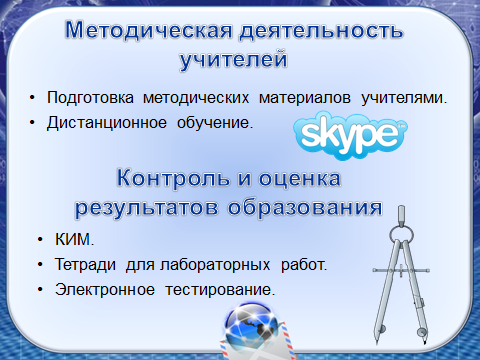 Методическая деятельность
учителей
• Подготовка методических материалов учителями.
• Дистанционное обучение.
skype
Контроль и оценка
результатов образования
• КИМ.
• Тетради для лабораторных работ.
• Электронное тестирование.